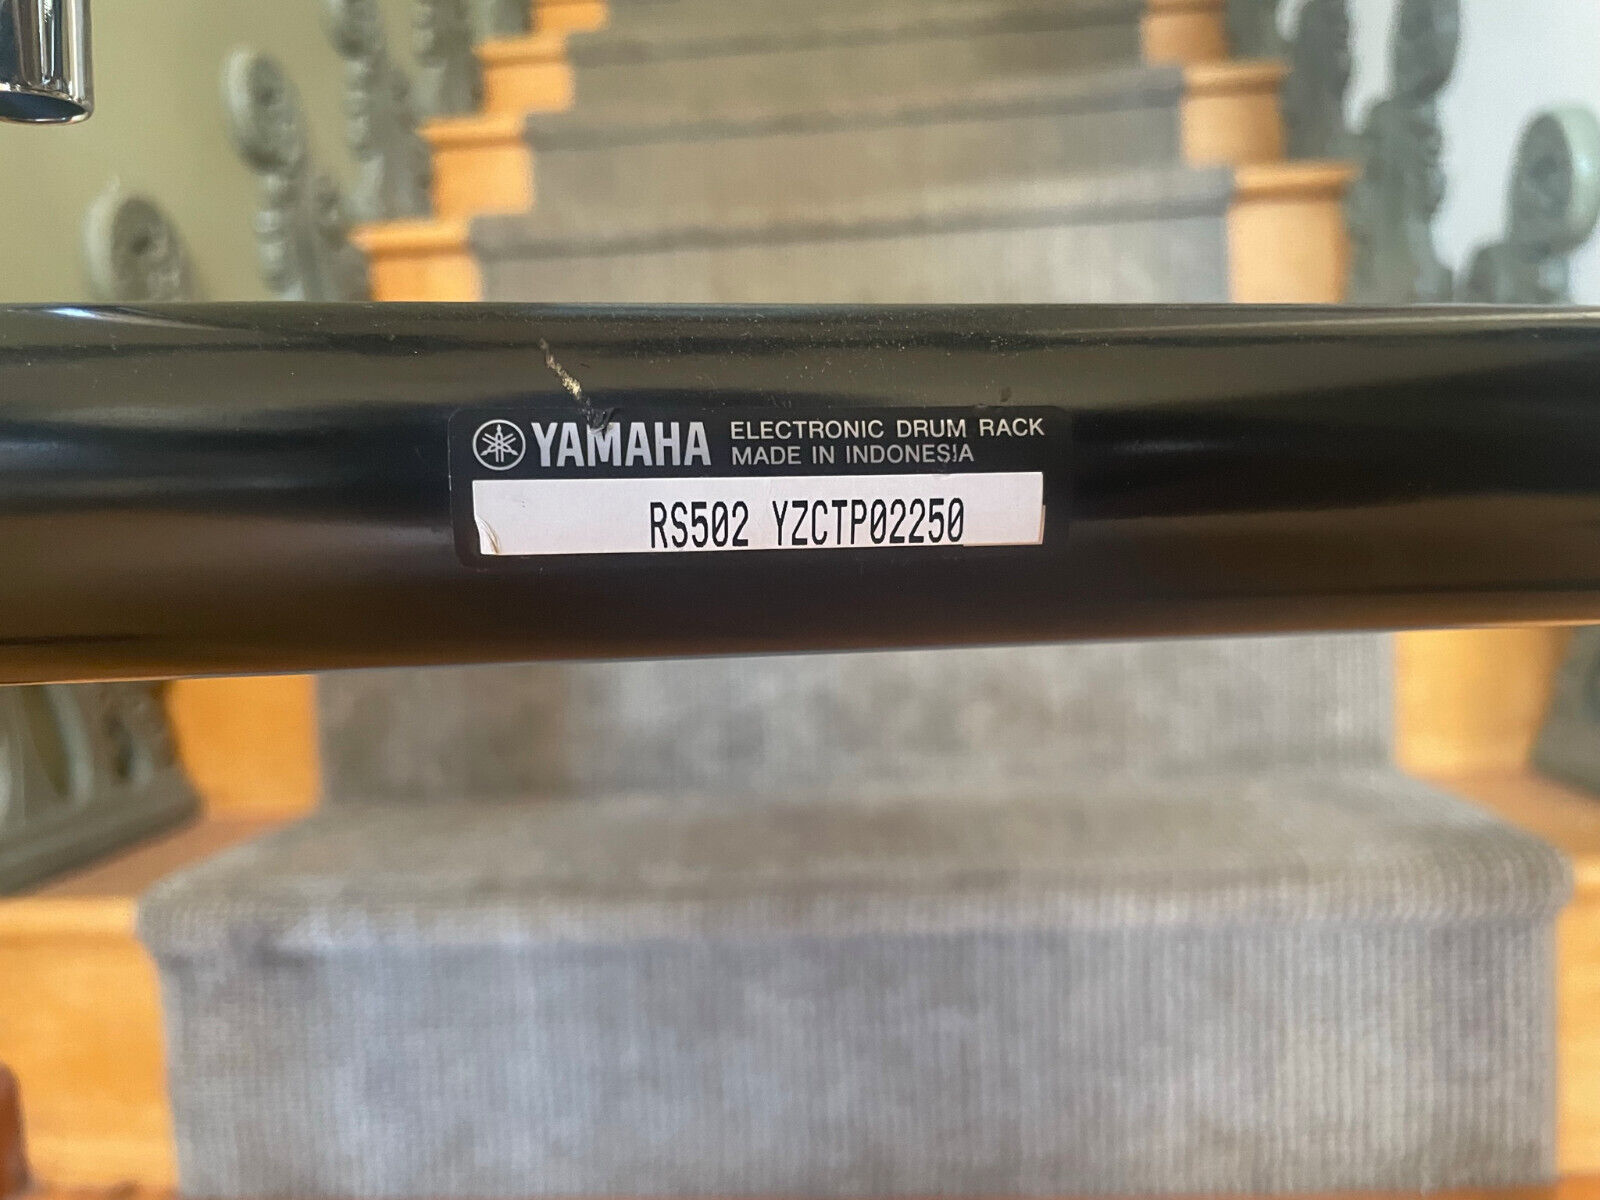 YAMAHA ELECTRONIC DRUM RACK
MADE IN INDONESIA
RS502 YZCTP02250